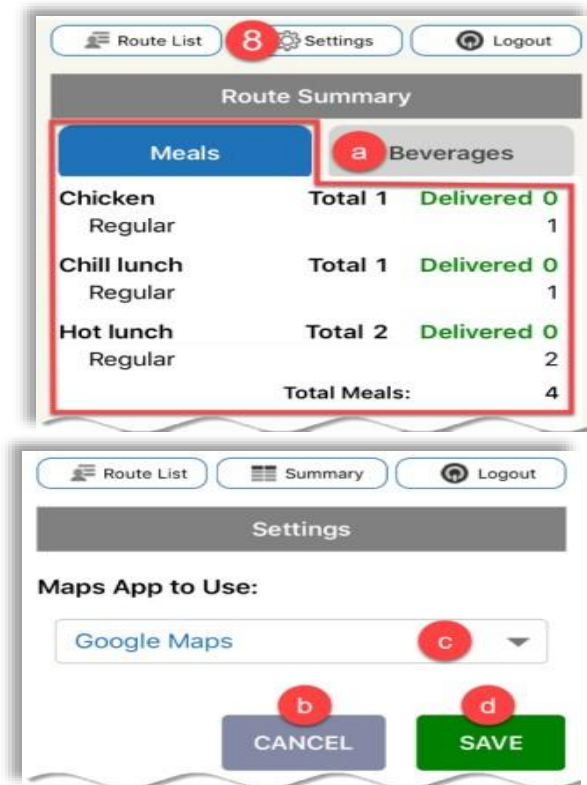 Route List 8 Settings Logout
Route Summary
Meals a Beverages
Chicken Total 1 Delivered 0
Regular 1
Chill lunch Total 1 Delivered 0
Regular 1
Hot lunch Total 2 Delivered 0
Regular 2
Total Meals: 4
Route List Summary Logout
Settings
Maps App to Use:
Google Maps c
b d
CANCEL SAVE